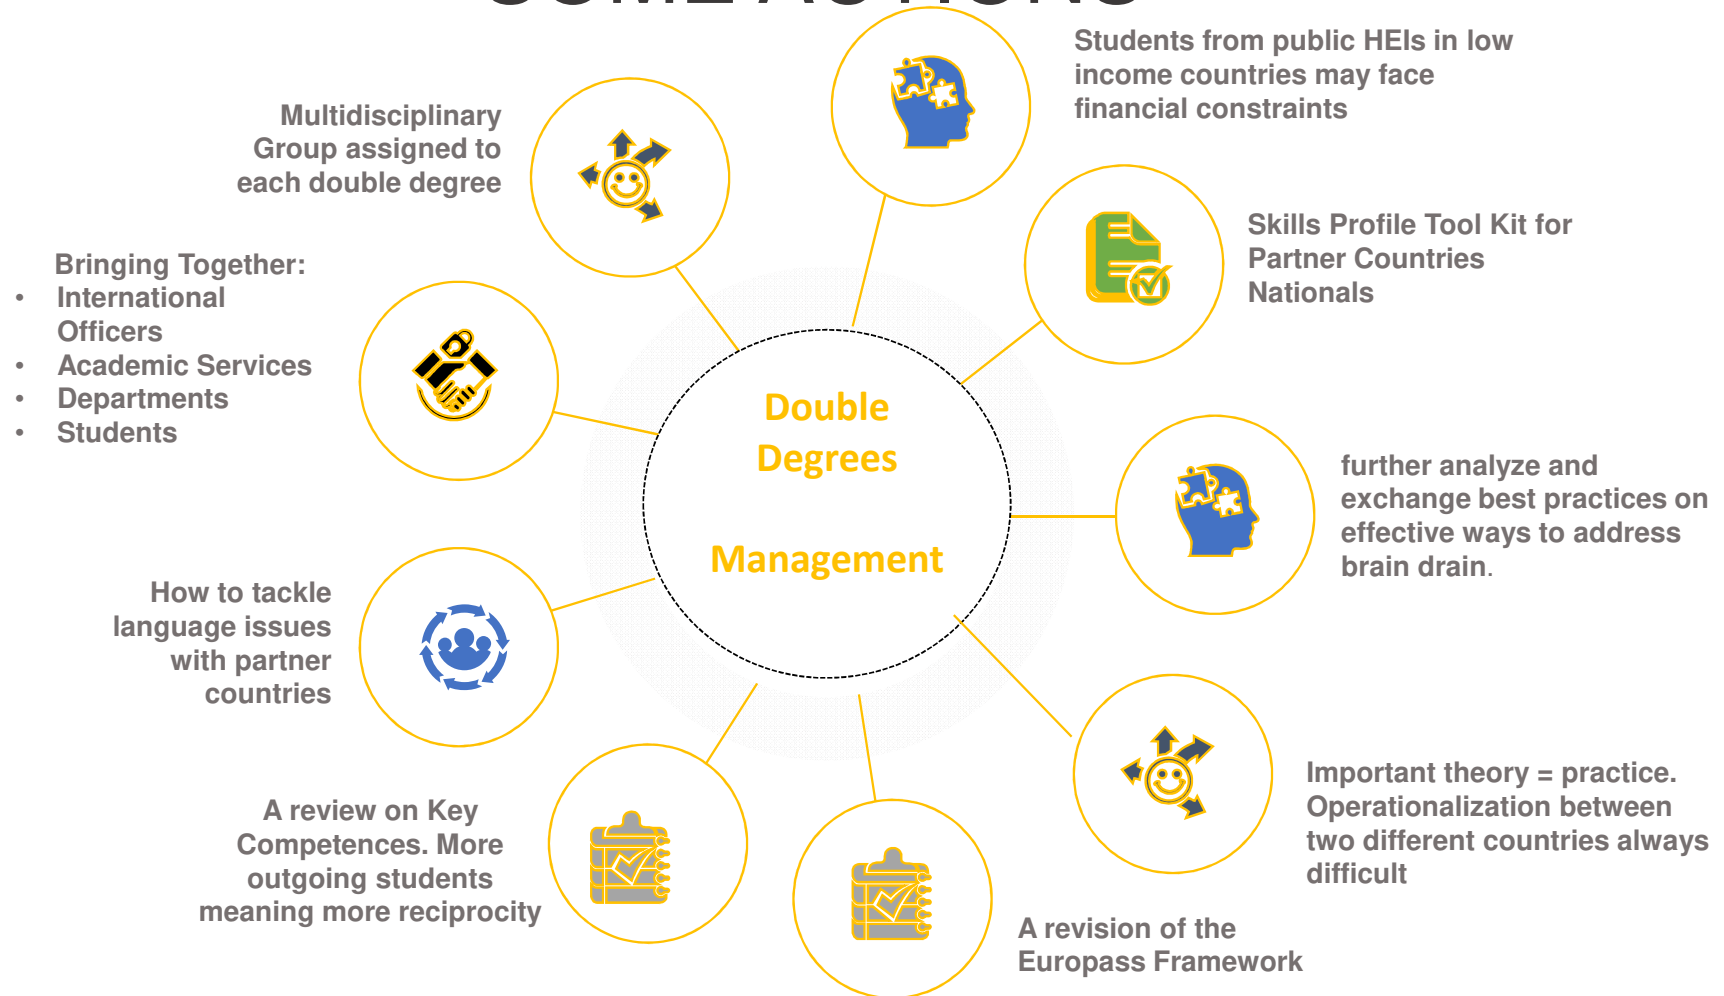 SOME ACTIONS
Students from public HEIs in low
income countries may face
financial constraints
Multidisciplinary
Group assigned to
each double degree
Skills Profile Tool Kit for
Partner Countries
Nationals
Bringing Together:
• International
Officers
• Academic Services
• Departments
• Students
Double
Degrees
Management
further analyze and
exchange best practices on
effective ways to address
brain drain.
How to tackle
language issues
with partner
countries
Important theory = practice.
Operationalization between
two different countries always
difficult
A review on Key
Competences. More
outgoing students
meaning more reciprocity
A revision of the
Europass Framework